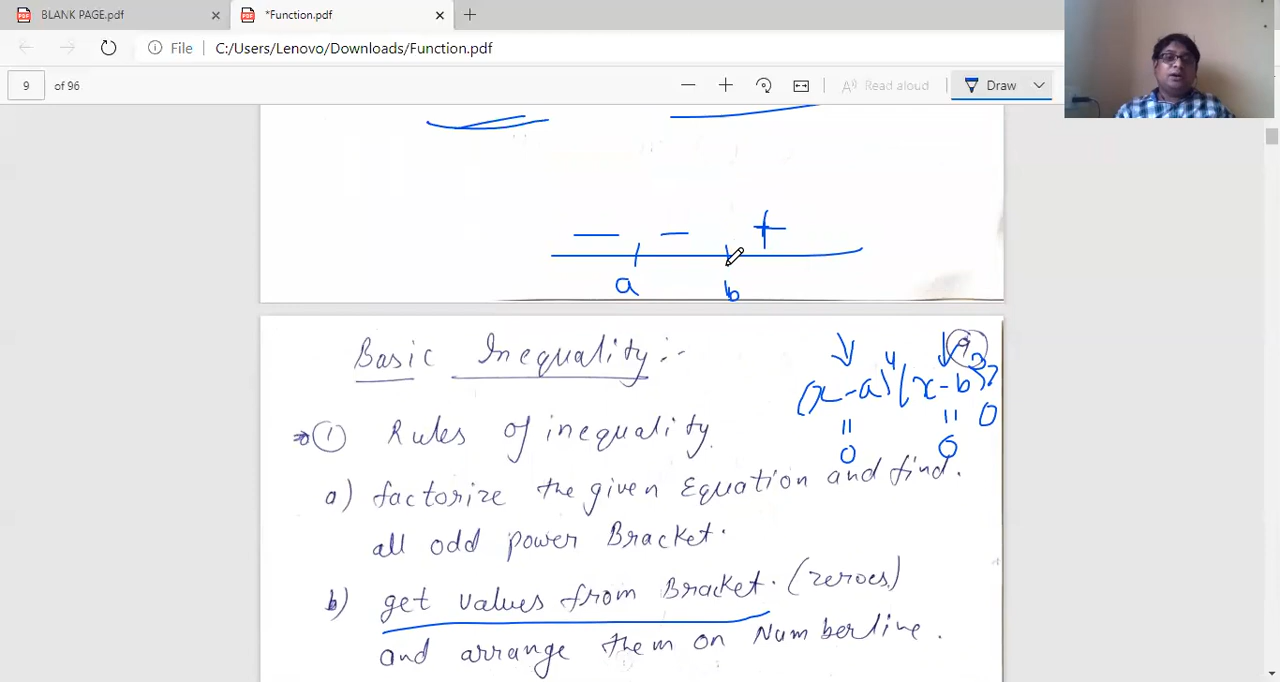 BLANK PAGE.pdf
*Function.pdf
File
C:/Users/Lenovo/Downloads/Function.pdf
9 of 96
Read aloud
Draw
— — +
a b
Basic Inequality :-
9
(x-a)⁴(x-b)³≥0
= 0 = 0
→ ① Rules of inequality.
a) factorize the given Equation and find.
all odd power Bracket.
b) get values from Bracket. (zeroes)
and arrange them on Numberline.